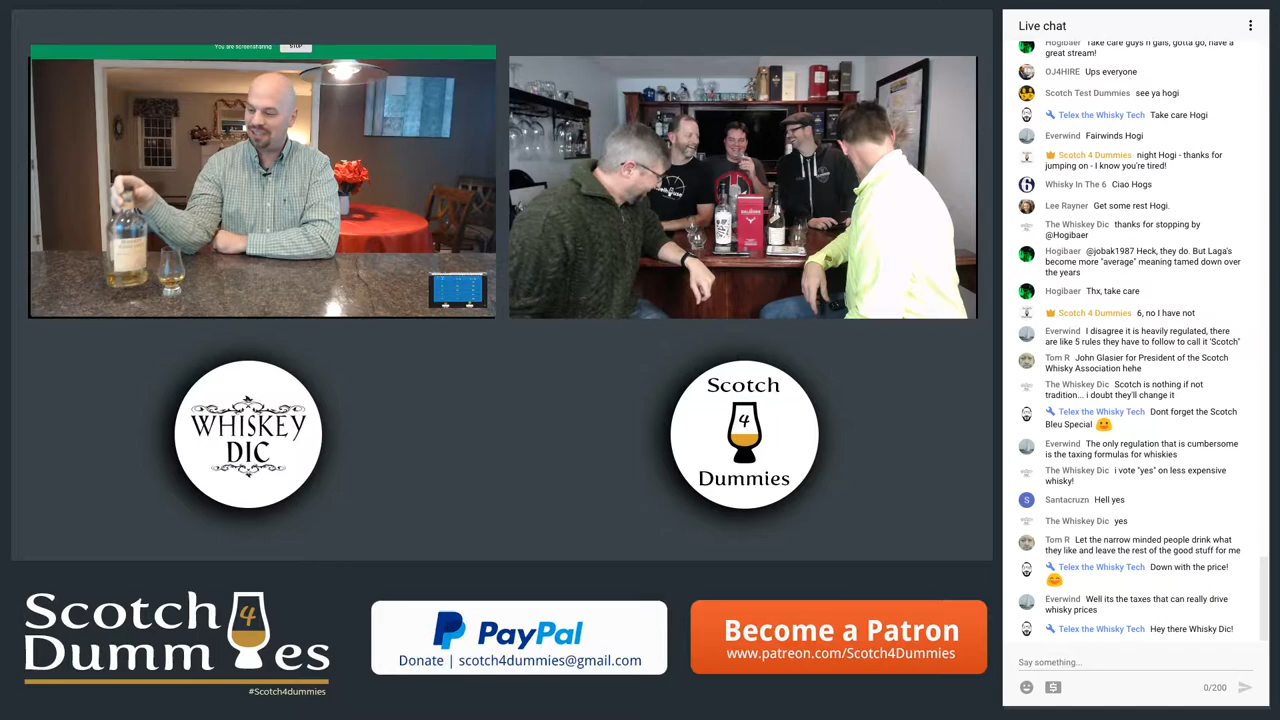 You are screensharing STOP
WHISKEY
DIC
Scotch
4
Dummies
Scotch
Dummies
4
#Scotch4dummies
PayPal
Donate | scotch4dummies@gmail.com
Become a Patron
www.patreon.com/Scotch4Dummies
Live chat
Hogibaer Take care guys n gals, gotta go, have a
great stream!
OJ4HIRE Ups everyone
Scotch Test Dummies see ya hogi
Telex the Whisky Tech Take care Hogi
Everwind Fairwinds Hogi
Scotch 4 Dummies night Hogi - thanks for
jumping on - I know you're tired!
6 Whisky In The 6 Ciao Hogs
Lee Rayner Get some rest Hogi.
The Whiskey Dic thanks for stopping by
@Hogibaer
Hogibaer @jobak1987 Heck, they do. But Laga's
become more "average" meaning tamed down over
the years
Hogibaer Thx, take care
Scotch 4 Dummies 6, no I have not
Everwind I disagree it is heavily regulated, there
are like 5 rules they have to follow to call it 'Scotch"
Tom R John Glasier for President of the Scotch
Whisky Association hehe
The Whiskey Dic Scotch is nothing if not
tradition... i doubt they'll change it
Telex the Whisky Tech Dont forget the Scotch
Bleu Special
Everwind The only regulation that is cumbersome
is the taxing formulas for whiskies
The Whiskey Dic i vote "yes" on less expensive
whisky!
S Santacruzn Hell yes
The Whiskey Dic yes
Tom R Let the narrow minded people drink what
they like and leave the rest of the good stuff for me
Telex the Whisky Tech Down with the price!
Everwind Well its the taxes that can really drive
whisky prices
Telex the Whisky Tech Hey there Whisky Dic!
Say something...
0/200